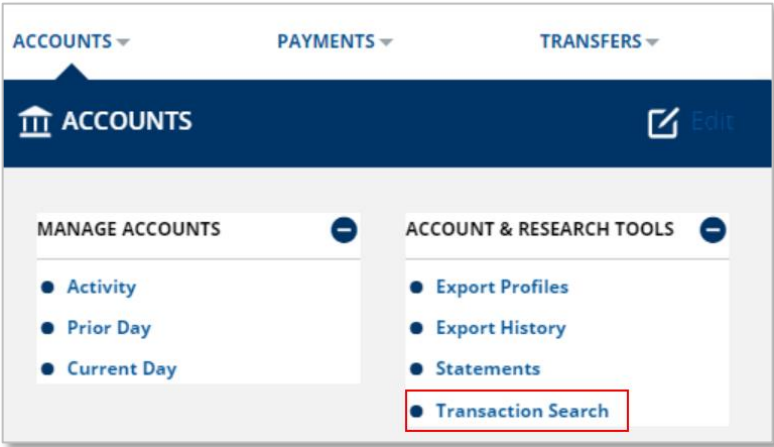 ACCOUNTS PAYMENTS TRANSFERS
ACCOUNTS Edit
MANAGE ACCOUNTS
Activity
Prior Day
Current Day
ACCOUNT & RESEARCH TOOLS
Export Profiles
Export History
Statements
Transaction Search